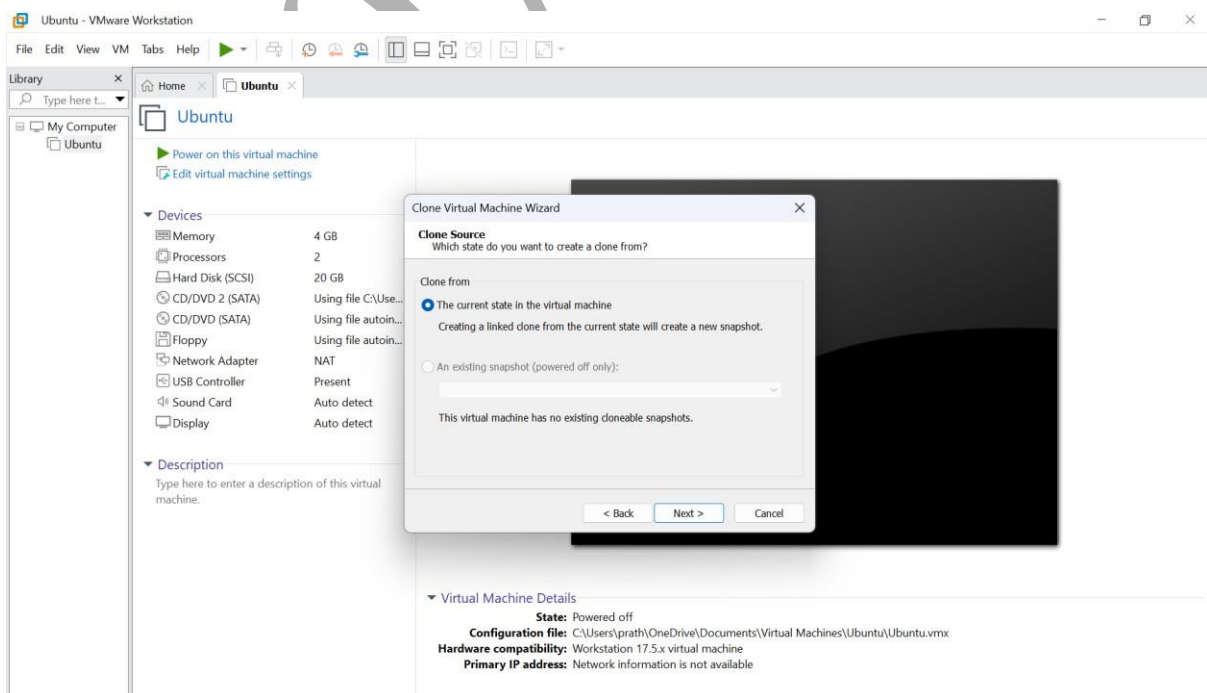 Ubuntu - VMware Workstation
File Edit View VM Tabs Help
Library
Type here t...
My Computer
Ubuntu
Home
Ubuntu
Ubuntu
Power on this virtual machine
Edit virtual machine settings
Devices
Memory 4 GB
Processors 2
Hard Disk (SCSI) 20 GB
CD/DVD 2 (SATA) Using file C:\Use...
CD/DVD (SATA) Using file autoin...
Floppy Using file autoin...
Network Adapter NAT
USB Controller Present
Sound Card Auto detect
Display Auto detect
Description
Type here to enter a description of this virtual
machine.
Clone Virtual Machine Wizard
Clone Source
Which state do you want to create a clone from?
Clone from
The current state in the virtual machine
Creating a linked clone from the current state will create a new snapshot.
An existing snapshot (powered off only):
This virtual machine has no existing cloneable snapshots.
< Back Next > Cancel
Virtual Machine Details
State: Powered off
Configuration file: C:\Users\prath\OneDrive\Documents\Virtual Machines\Ubuntu\Ubuntu.vmx
Hardware compatibility: Workstation 17.5.x virtual machine
Primary IP address: Network information is not available